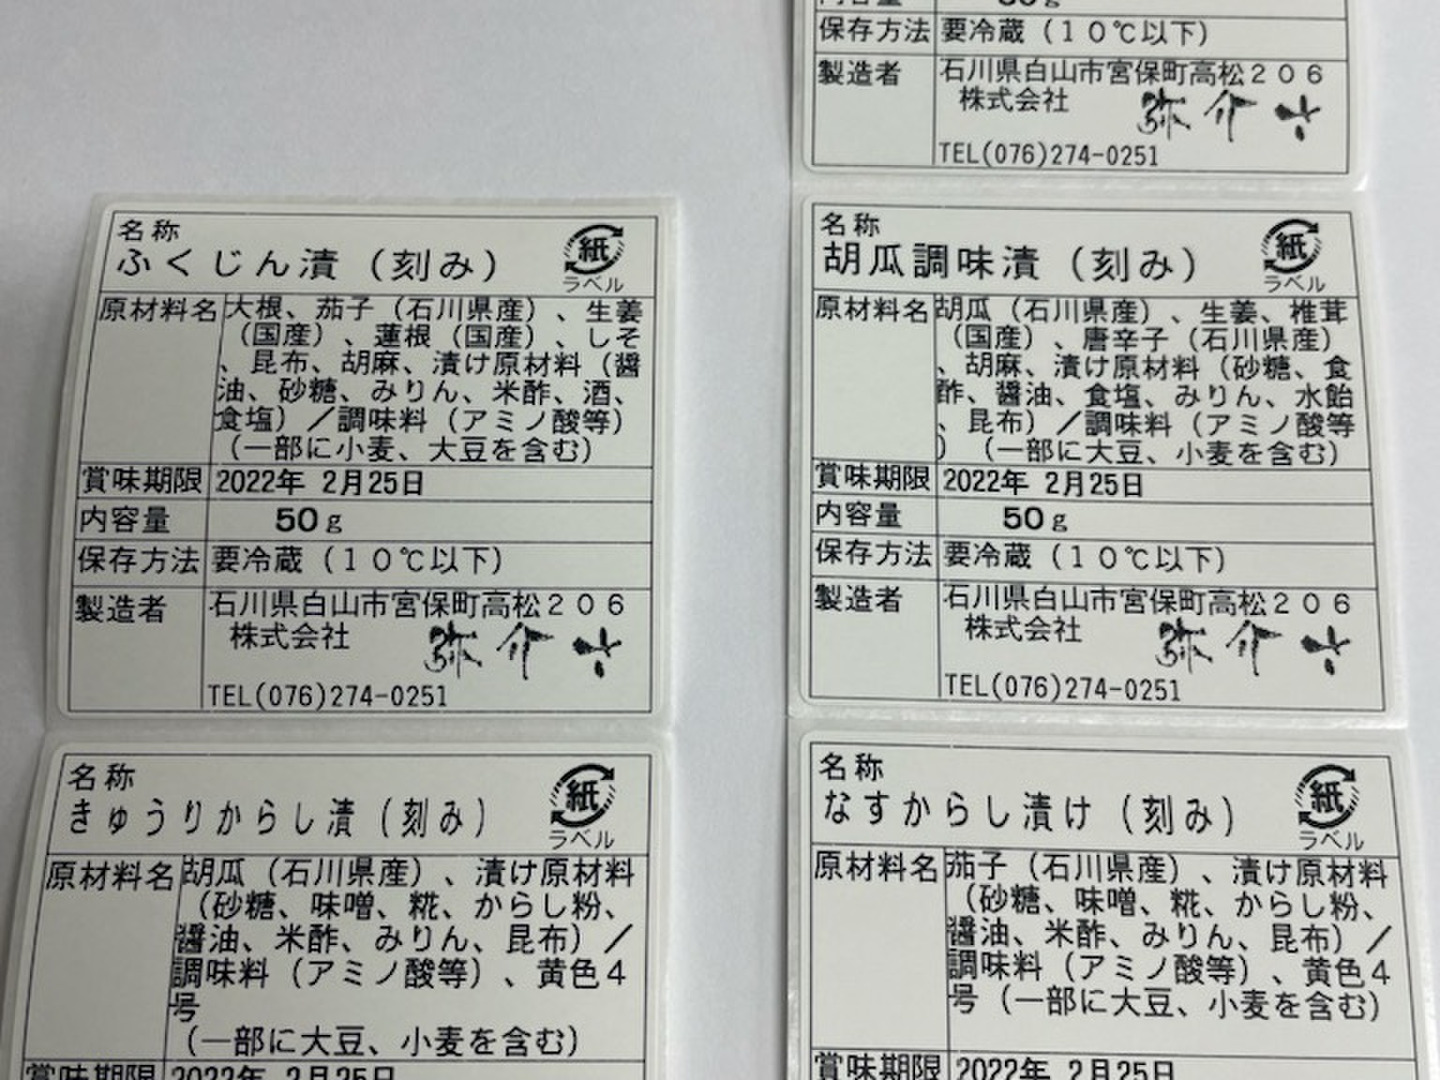 保存方法 要冷蔵（１０℃以下）
製造者 石川県白山市宮保町高松２０６
株式会社 弥介
TEL(076)274-0251
名称
ふくじん漬（刻み）
紙
ラベル
原材料名 大根、茄子（石川県産）、生姜
（国産）、蓮根（国産）、しそ
、昆布、胡麻、漬け原材料（醤
油、砂糖、みりん、米酢、酒、
食塩）／調味料（アミノ酸等）
（一部に小麦、大豆を含む）
賞味期限 2022年 2月25日
内容量 50g
保存方法 要冷蔵（１０℃以下）
製造者 石川県白山市宮保町高松２０６
株式会社 弥介
TEL(076)274-0251
名称
胡瓜調味漬（刻み）
紙
ラベル
原材料名 胡瓜（石川県産）、生姜、椎茸
（国産）、唐辛子（石川県産）
、胡麻、漬け原材料（砂糖、食
酢、醤油、食塩、みりん、水飴
、昆布）／調味料（アミノ酸等
）（一部に大豆、小麦を含む）
賞味期限 2022年 2月25日
内容量 50g
保存方法 要冷蔵（１０℃以下）
製造者 石川県白山市宮保町高松２０６
株式会社 弥介
TEL(076)274-0251
名称
きゅうりからし漬（刻み）
紙
ラベル
原材料名 胡瓜（石川県産）、漬け原材料
（砂糖、味噌、糀、からし粉、
醤油、米酢、みりん、昆布）／
調味料（アミノ酸等）、黄色４
号
（一部に大豆、小麦を含む）
賞味期限 2022年 2月25日
名称
なすからし漬け（刻み）
紙
ラベル
原材料名 茄子（石川県産）、漬け原材料
（砂糖、味噌、糀、からし粉、
醤油、米酢、みりん、昆布）／
調味料（アミノ酸等）、黄色４
号（一部に大豆、小麦を含む）
賞味期限 2022年 2月25日